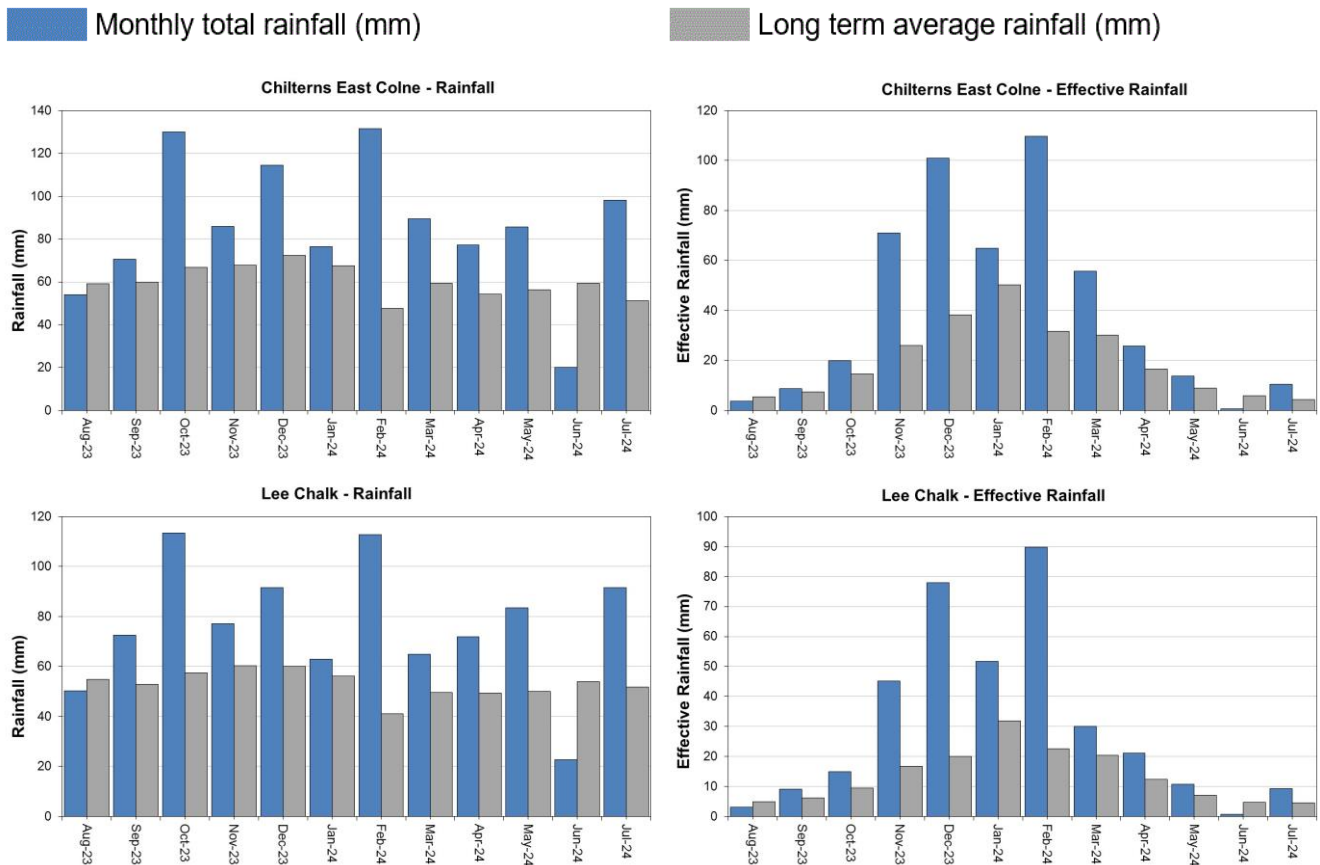 Monthly total rainfall (mm)
Long term average rainfall (mm)
Chilterns East Colne - Rainfall
140
120
100
80
60
40
20
0
Rainfall (mm)
Aug-23
Sep-23
Oct-23
Nov-23
Dec-23
Jan-24
Feb-24
Mar-24
Apr-24
May-24
Jun-24
Jul-24
Chilterns East Colne - Effective Rainfall
120
100
80
60
40
20
0
Effective Rainfall (mm)
Aug-23
Sep-23
Oct-23
Nov-23
Dec-23
Jan-24
Feb-24
Mar-24
Apr-24
May-24
Jun-24
Jul-24
Lee Chalk - Rainfall
120
100
80
60
40
20
0
Rainfall (mm)
Aug-23
Sep-23
Oct-23
Nov-23
Dec-23
Jan-24
Feb-24
Mar-24
Apr-24
May-24
Jun-24
Jul-24
Lee Chalk - Effective Rainfall
100
90
80
70
60
50
40
30
20
10
0
Effective Rainfall (mm)
Aug-23
Sep-23
Oct-23
Nov-23
Dec-23
Jan-24
Feb-24
Mar-24
Apr-24
May-24
Jun-24
Jul-24